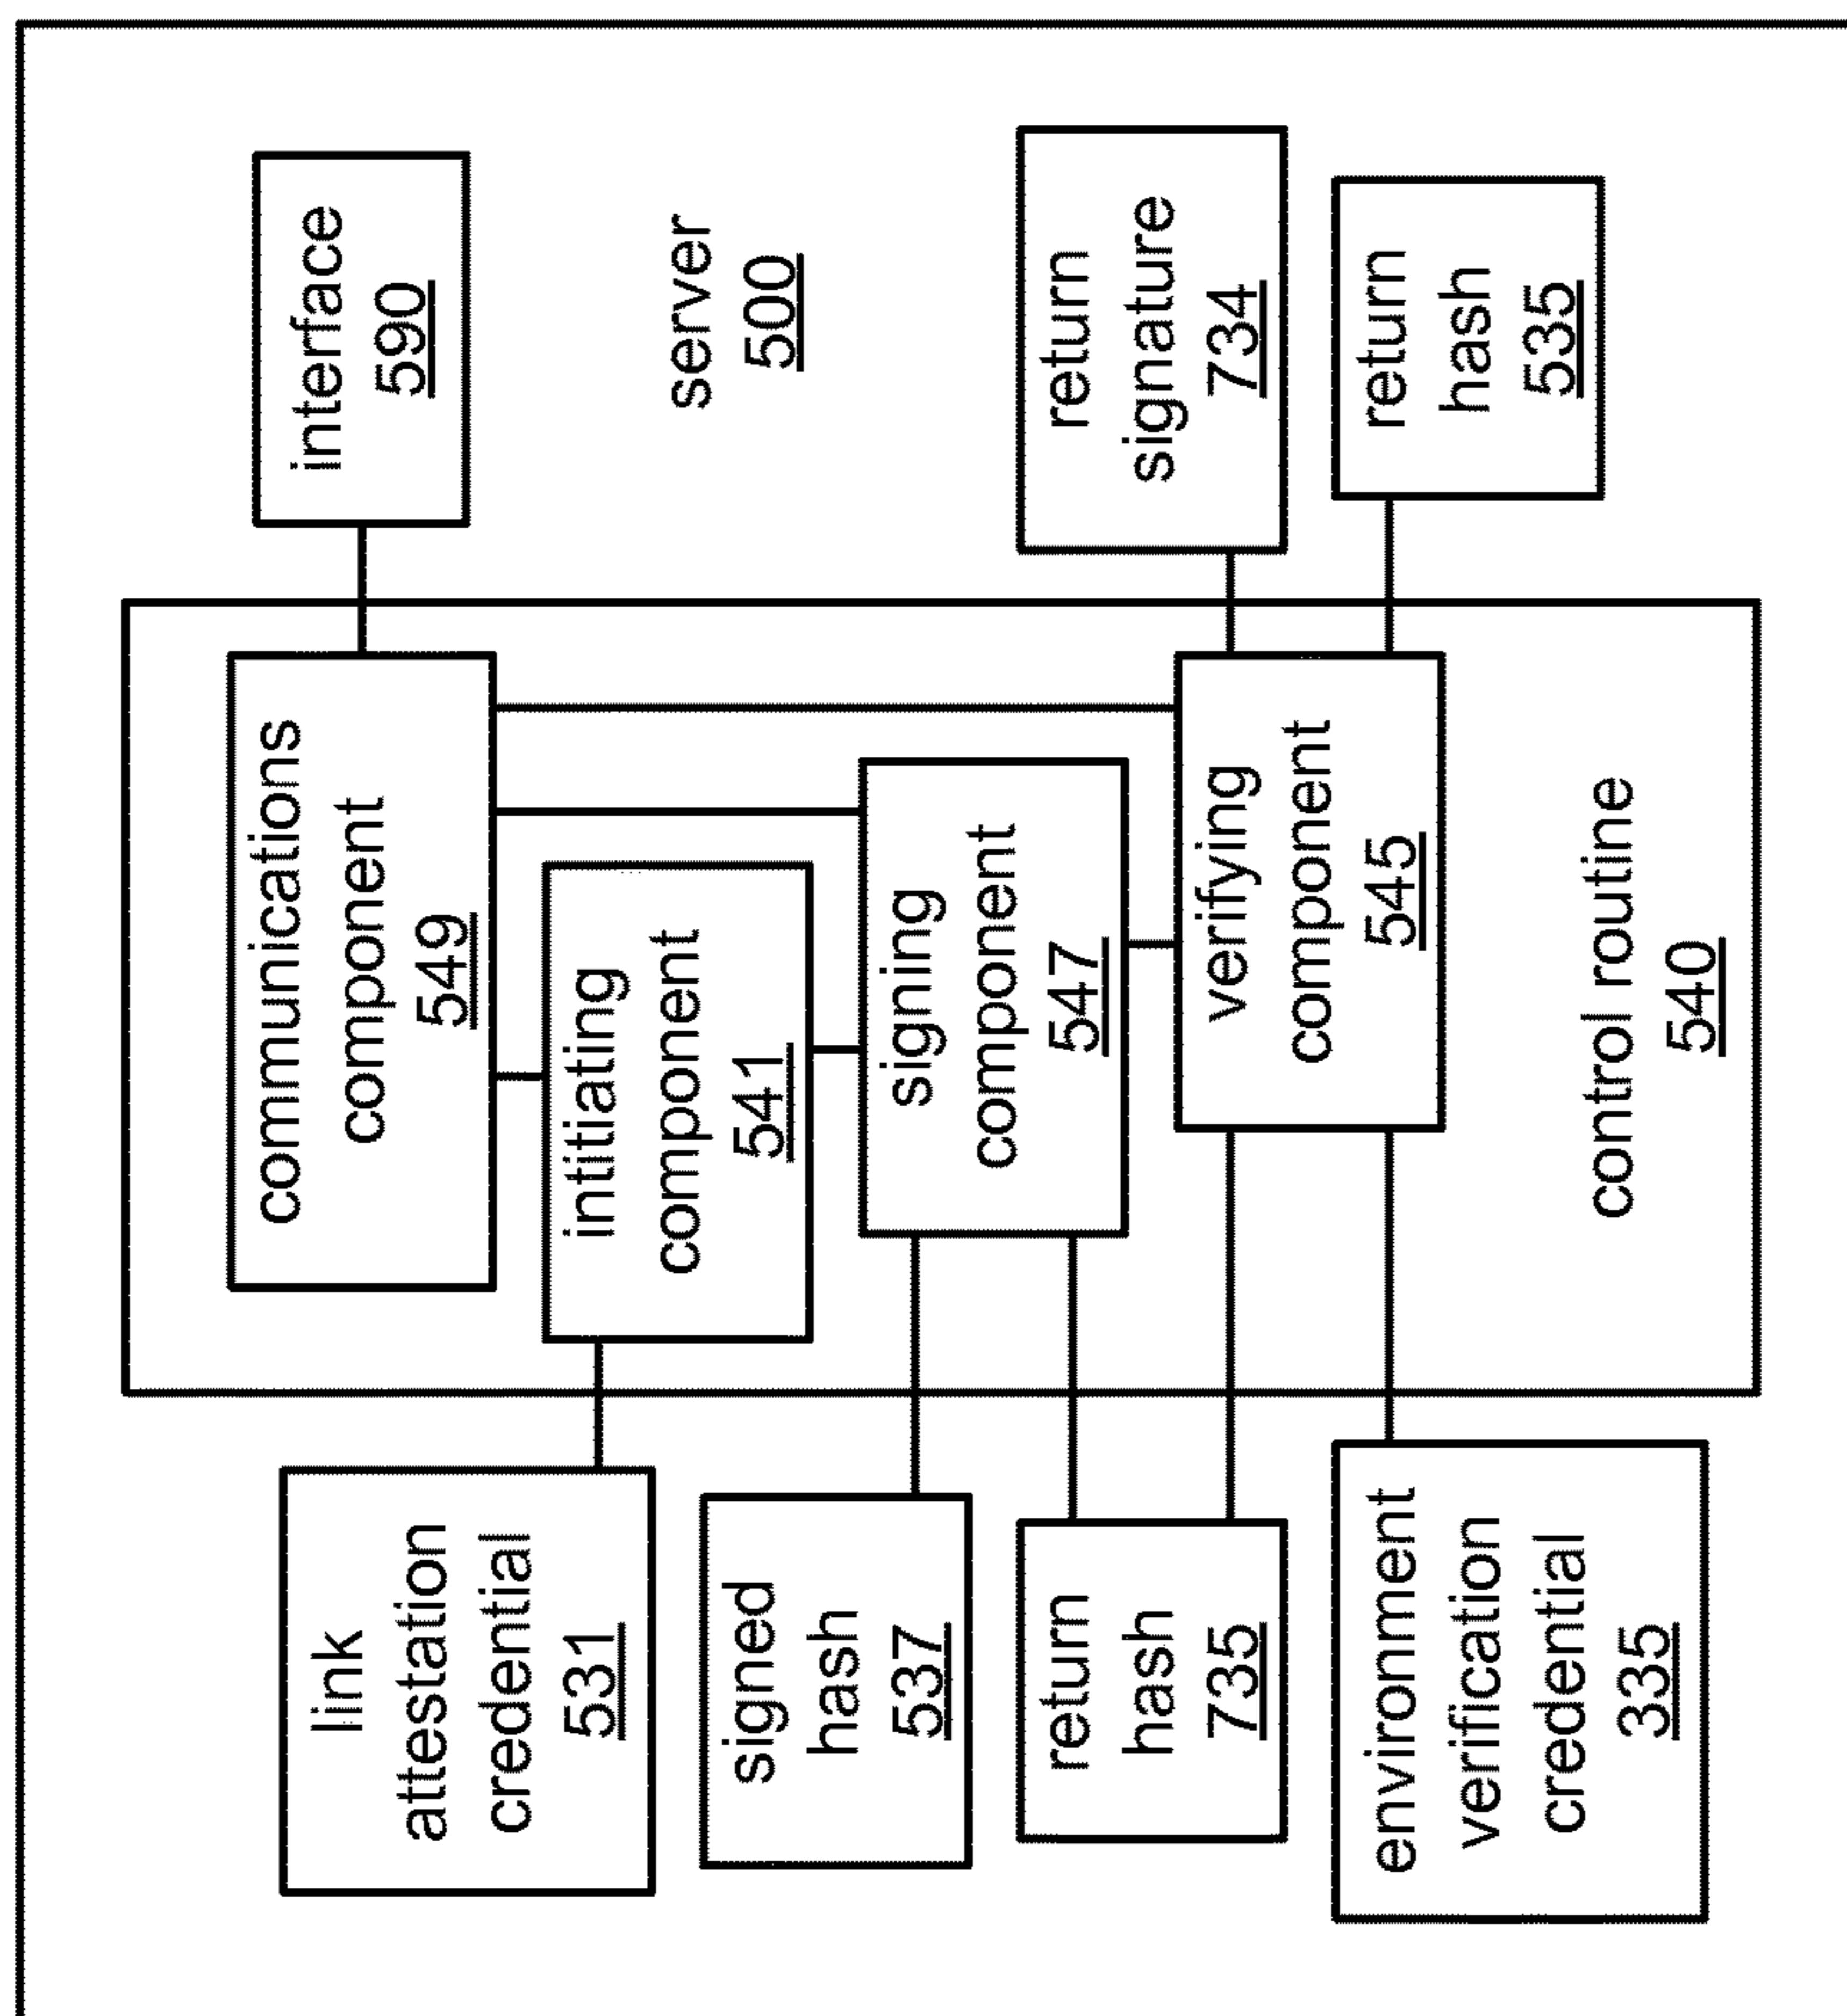 link
attestation
credential
531
signed
hash
537
return
hash
735
environment
verification
credential
335
communications
component
549
intitiating
component
541
signing
component
547
verifying
component
545
control routine
540
interface
590
server
500
return
signature
734
return
hash
535